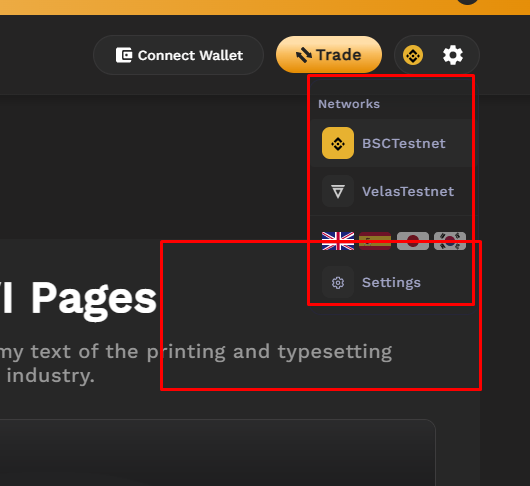 Connect Wallet
Trade
Networks
BSCTestnet
VelasTestnet
Settings
Pages
my text of the printing and typesetting
industry.